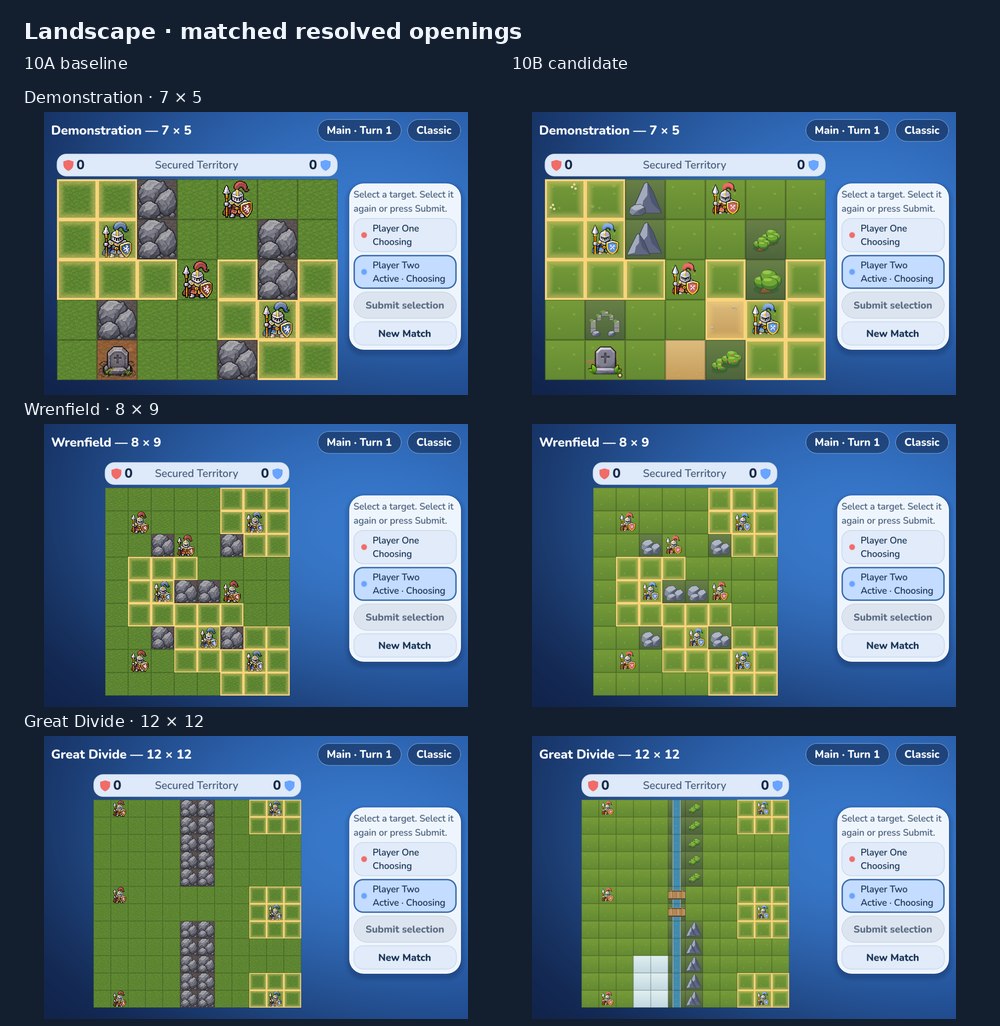 Landscape · matched resolved openings
10A baseline
10B candidate
Demonstration · 7 × 5
Demonstration — 7 × 5
Main · Turn 1
Classic
0
Secured Territory
0
Select a target. Select it
again or press Submit.
Player One
Choosing
Player Two
Active · Choosing
Submit selection
New Match
Demonstration — 7 × 5
Main · Turn 1
Classic
0
Secured Territory
0
Select a target. Select it
again or press Submit.
Player One
Choosing
Player Two
Active · Choosing
Submit selection
New Match
Wrenfield · 8 × 9
Wrenfield — 8 × 9
Main · Turn 1
Classic
0
Secured Territory
0
Select a target. Select it
again or press Submit.
Player One
Choosing
Player Two
Active · Choosing
Submit selection
New Match
Wrenfield — 8 × 9
Main · Turn 1
Classic
0
Secured Territory
0
Select a target. Select it
again or press Submit.
Player One
Choosing
Player Two
Active · Choosing
Submit selection
New Match
Great Divide · 12 × 12
Great Divide — 12 × 12
Main · Turn 1
Classic
0
Secured Territory
0
Select a target. Select it
again or press Submit.
Player One
Choosing
Player Two
Active · Choosing
Submit selection
New Match
Great Divide — 12 × 12
Main · Turn 1
Classic
0
Secured Territory
0
Select a target. Select it
again or press Submit.
Player One
Choosing
Player Two
Active · Choosing
Submit selection
New Match